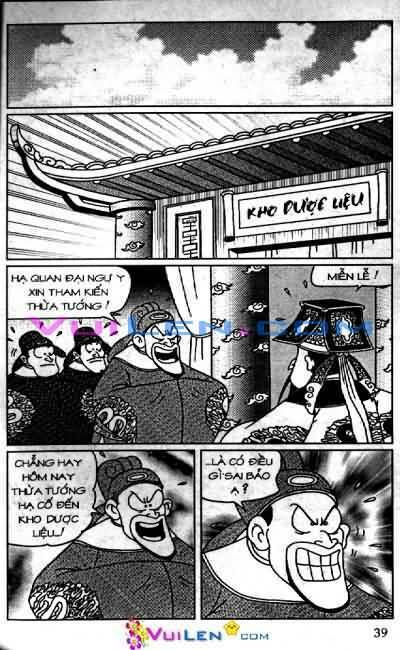 KHO DƯỢC LIỆU
HẠ QUAN ĐẠI NGỰ Y
XIN THAM KIẾN
THỪA TƯỚNG!
MIỄN LỄ!
VUILEN.COM
CHẲNG HAY
HÔM NAY
THỪA TƯỚNG
HẠ CỐ ĐẾN
KHO DƯỢC
LIỆU...!
...LÀ CÓ ĐIỀU
GÌ SAI BẢO
Ạ?
39
VUILEN.COM